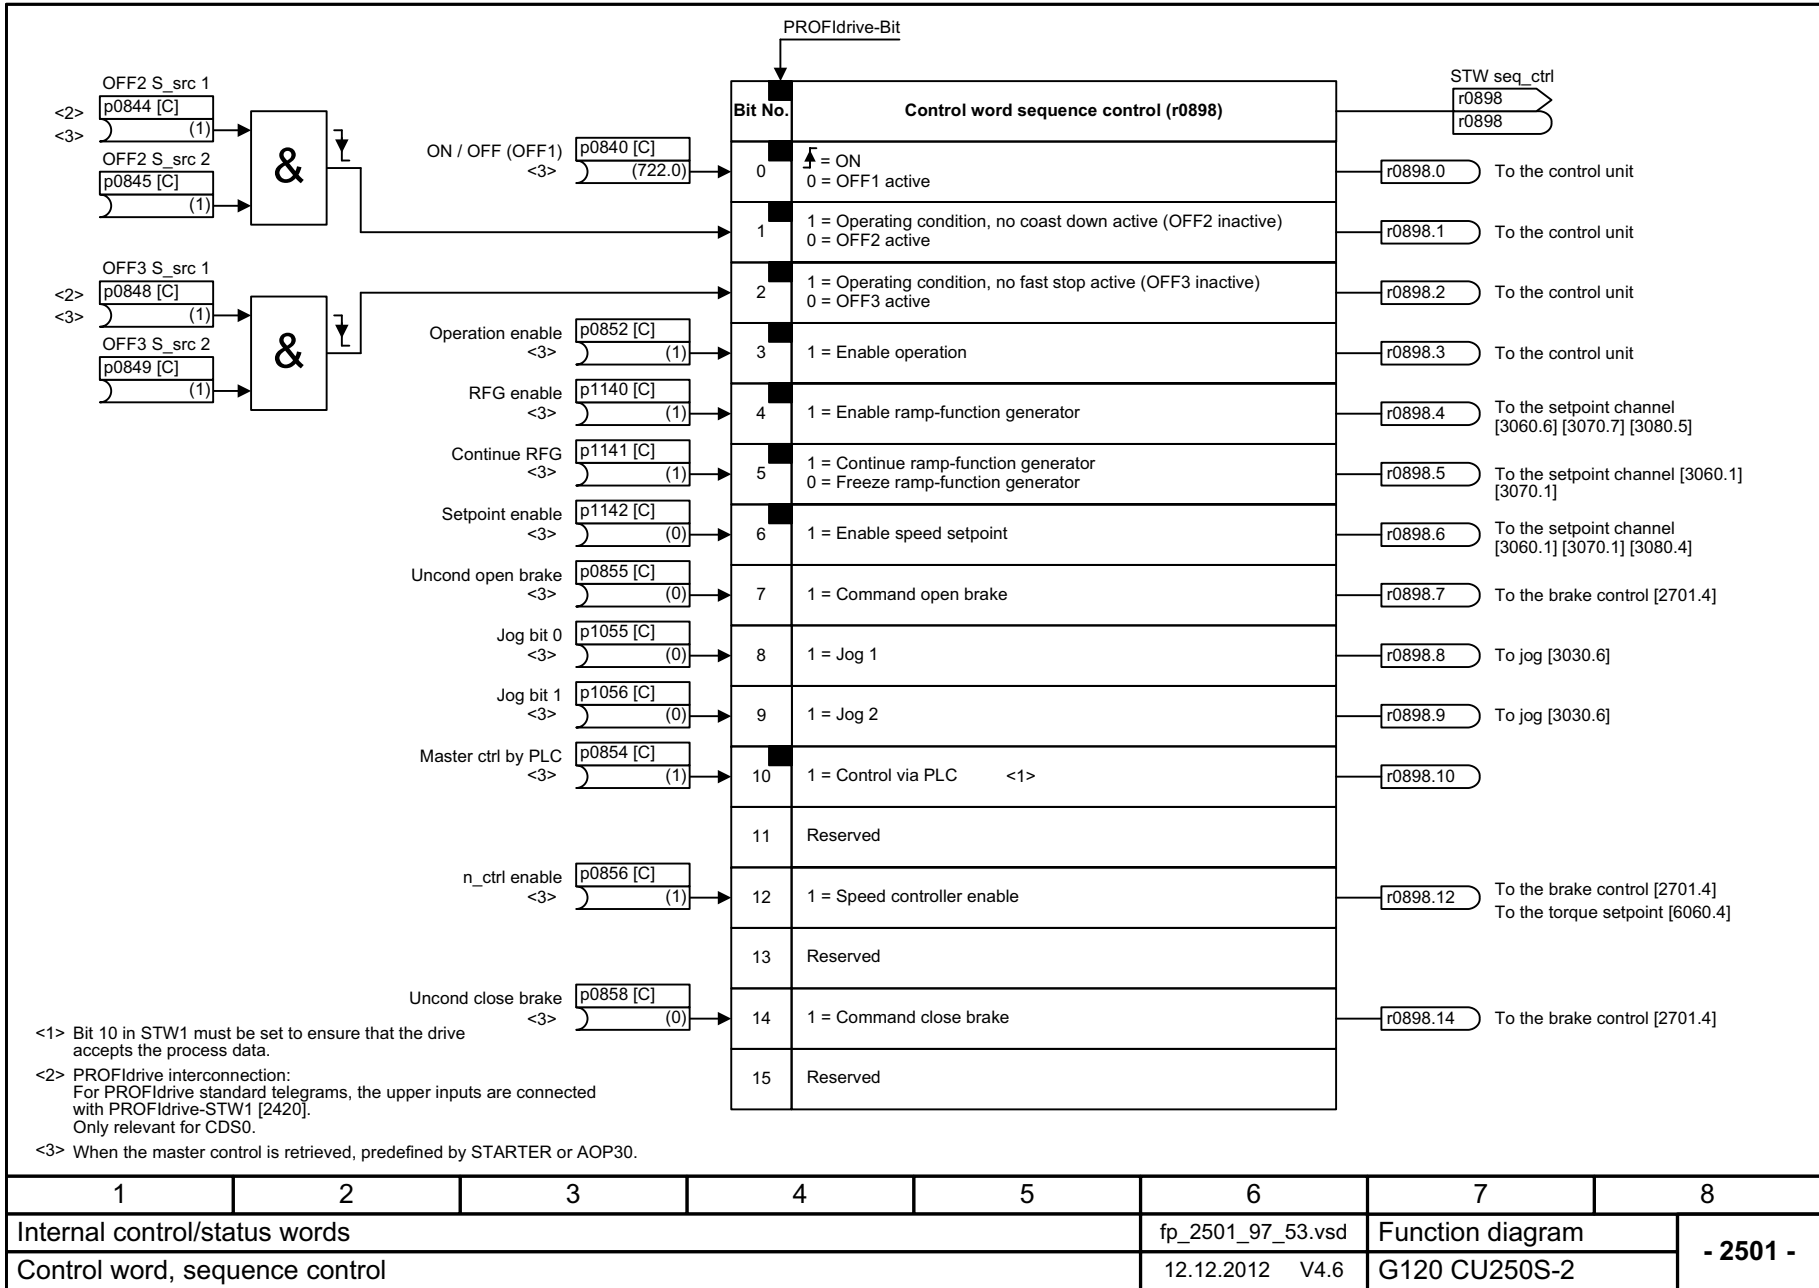 PROFIdrive-Bit
OFF2 S_src 1
<2> p0844 [C]
<3> (1)
OFF2 S_src 2
p0845 [C]
(1)
&
OFF3 S_src 1
<2> p0848 [C]
<3> (1)
OFF3 S_src 2
p0849 [C]
(1)
&
Bit No. Control word sequence control (r0898)
STW seq_ctrl
r0898
r0898
ON / OFF (OFF1) p0840 [C]
<3> (722.0)
0 = ON
0 = OFF1 active
r0898.0 To the control unit
1 1 = Operating condition, no coast down active (OFF2 inactive)
0 = OFF2 active
r0898.1 To the control unit
2 1 = Operating condition, no fast stop active (OFF3 inactive)
0 = OFF3 active
r0898.2 To the control unit
Operation enable p0852 [C]
<3> (1)
3 1 = Enable operation
r0898.3 To the control unit
RFG enable p1140 [C]
<3> (1)
4 1 = Enable ramp-function generator
r0898.4 To the setpoint channel
[3060.6] [3070.7] [3080.5]
Continue RFG p1141 [C]
<3> (1)
5 1 = Continue ramp-function generator
0 = Freeze ramp-function generator
r0898.5 To the setpoint channel [3060.1]
[3070.1]
Setpoint enable p1142 [C]
<3> (0)
6 1 = Enable speed setpoint
r0898.6 To the setpoint channel
[3060.1] [3070.1] [3080.4]
Uncond open brake p0855 [C]
<3> (0)
7 1 = Command open brake
r0898.7 To the brake control [2701.4]
Jog bit 0 p1055 [C]
<3> (0)
8 1 = Jog 1
r0898.8 To jog [3030.6]
Jog bit 1 p1056 [C]
<3> (0)
9 1 = Jog 2
r0898.9 To jog [3030.6]
Master ctrl by PLC p0854 [C]
<3> (1)
10 1 = Control via PLC <1>
r0898.10
11 Reserved
n_ctrl enable p0856 [C]
<3> (1)
12 1 = Speed controller enable
r0898.12 To the brake control [2701.4]
To the torque setpoint [6060.4]
13 Reserved
Uncond close brake p0858 [C]
<3> (0)
14 1 = Command close brake
r0898.14 To the brake control [2701.4]
15 Reserved
<1> Bit 10 in STW1 must be set to ensure that the drive
accepts the process data.
<2> PROFIdrive interconnection:
For PROFIdrive standard telegrams, the upper inputs are connected
with PROFIdrive-STW1 [2420].
Only relevant for CDS0.
<3> When the master control is retrieved, predefined by STARTER or AOP30.
1 2 3 4 5 6 7 8
Internal control/status words fp_2501_97_53.vsd Function diagram
- 2501 -
Control word, sequence control 12.12.2012 V4.6 G120 CU250S-2